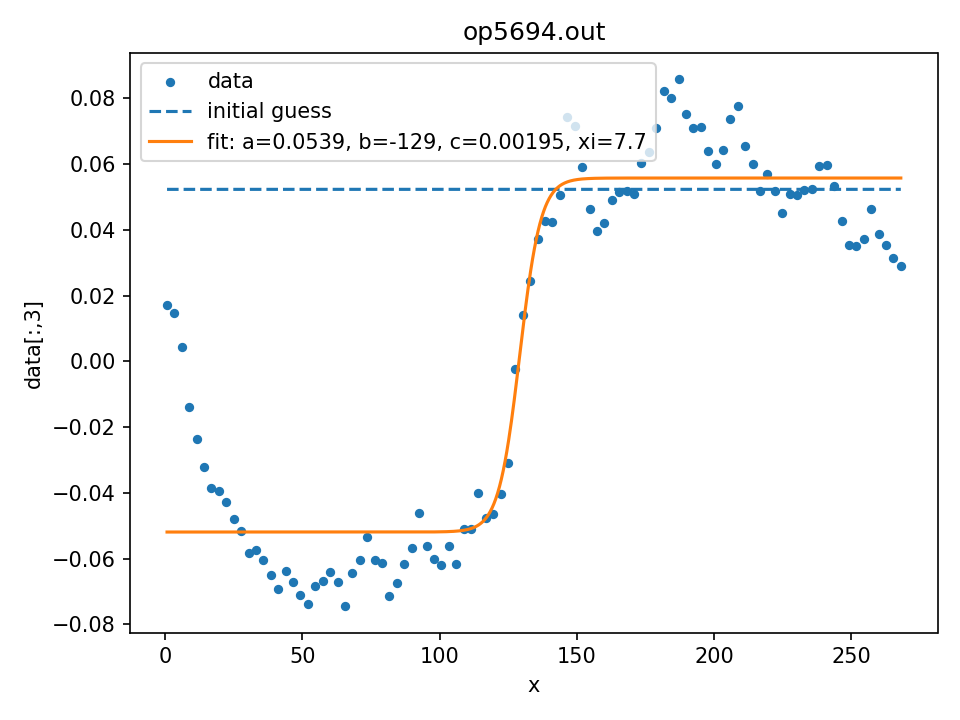 op5694.out
data
initial guess
fit: a=0.0539, b=-129, c=0.00195, xi=7.7
0.08
0.06
0.04
0.02
0.00
−0.02
−0.04
−0.06
−0.08
data[:,3]
0 50 100 150 200 250
x